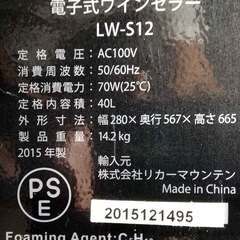 電子式ワインセラー
LW-S12
定格電圧：AC100V
消費周波数：50/60Hz
定格消費電力：70W(25℃)
定格内容積：40L
外形寸法：幅280×奥行567×高さ665
製品重量：14.2kg
2015年製
輸入元
株式会社リカーマウンテン
Made in China
PS
E
2015121495
Foaming Agent:C₅H